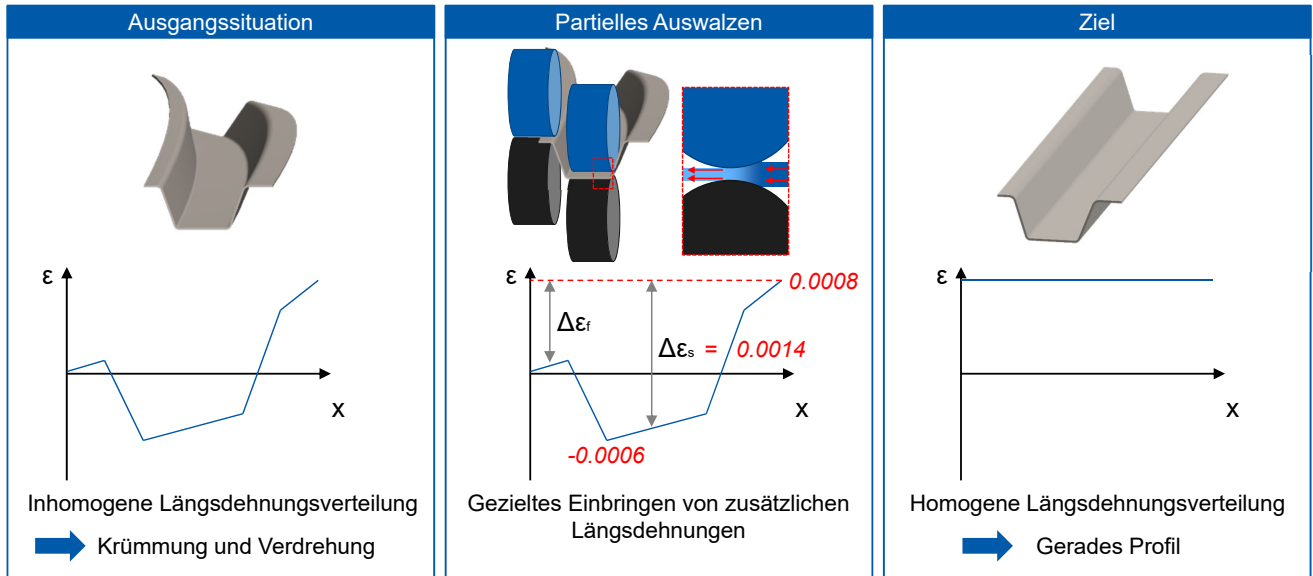 Ausgangssituation
ε
x
Inhomogene Längsdehnungsverteilung
Krümmung und Verdrehung
Partielles Auswalzen
ε
0.0008
Δεf
Δεs = 0.0014
x
-0.0006
Gezieltes Einbringen von zusätzlichen
Längsdehnungen
Ziel
ε
x
Homogene Längsdehnungsverteilung
Gerades Profil